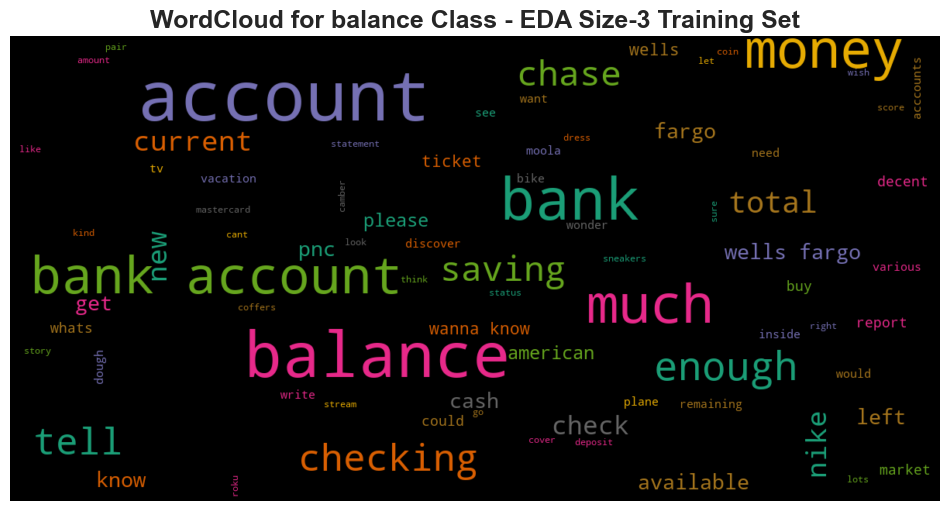 WordCloud for balance Class - EDA Size-3 Training Set
pair
amount
account
wells
coin
let
money
wish
acccounts
chase
want
see
score
like
current
statement
dress
moola
fargo
need
tv
vacation
ticket
bike
decent
mastercard
camber
please
bank
wonder
sure
total
kind
new
cant
pnc
look
discover
sneakers
wells fargo
various
bank
account
think
saving
status
much
buy
get
coffers
whats
wanna know
inside
right
report
story
dough
balance
american
enough
would
write
stream
cash
go
could
plane
remaining
left
tell
cover
check
deposit
nike
checking
know
roku
available
lots
market